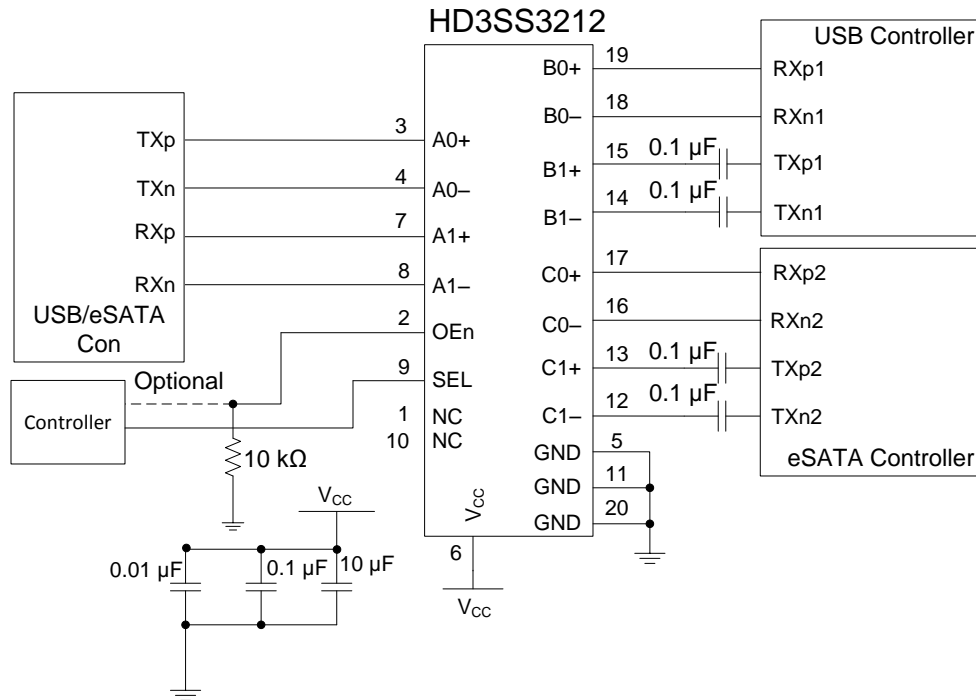 HD3SS3212
USB/eSATA
Con
TXp
TXn
RXp
RXn
3
4
7
8
2
9
1
10
A0+
A0–
A1+
A1–
OEn
SEL
NC
NC
B0+
B0–
B1+
B1–
C0+
C0–
C1+
C1–
GND
GND
GND
VCC
6
VCC
19
18
15
14
17
16
13
12
5
11
20
0.1 µF
0.1 µF
0.1 µF
0.1 µF
USB Controller
RXp1
RXn1
TXp1
TXn1
RXp2
RXn2
TXp2
TXn2
eSATA Controller
Optional
Controller
10 kΩ
VCC
0.01 µF
0.1 µF
10 µF